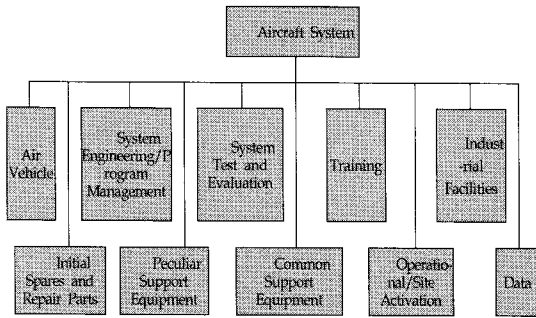 Aircraft System
Air
Vehicle
System
Engineering/P
rogram
Management
System
Test and
Evaluation
Training
Indust
-rial
Facilities
Initial
Spares and
Repair Parts
Peculiar
Support
Equipment
Common
Support
Equipment
Operatio-
nal/Site
Activation
Data